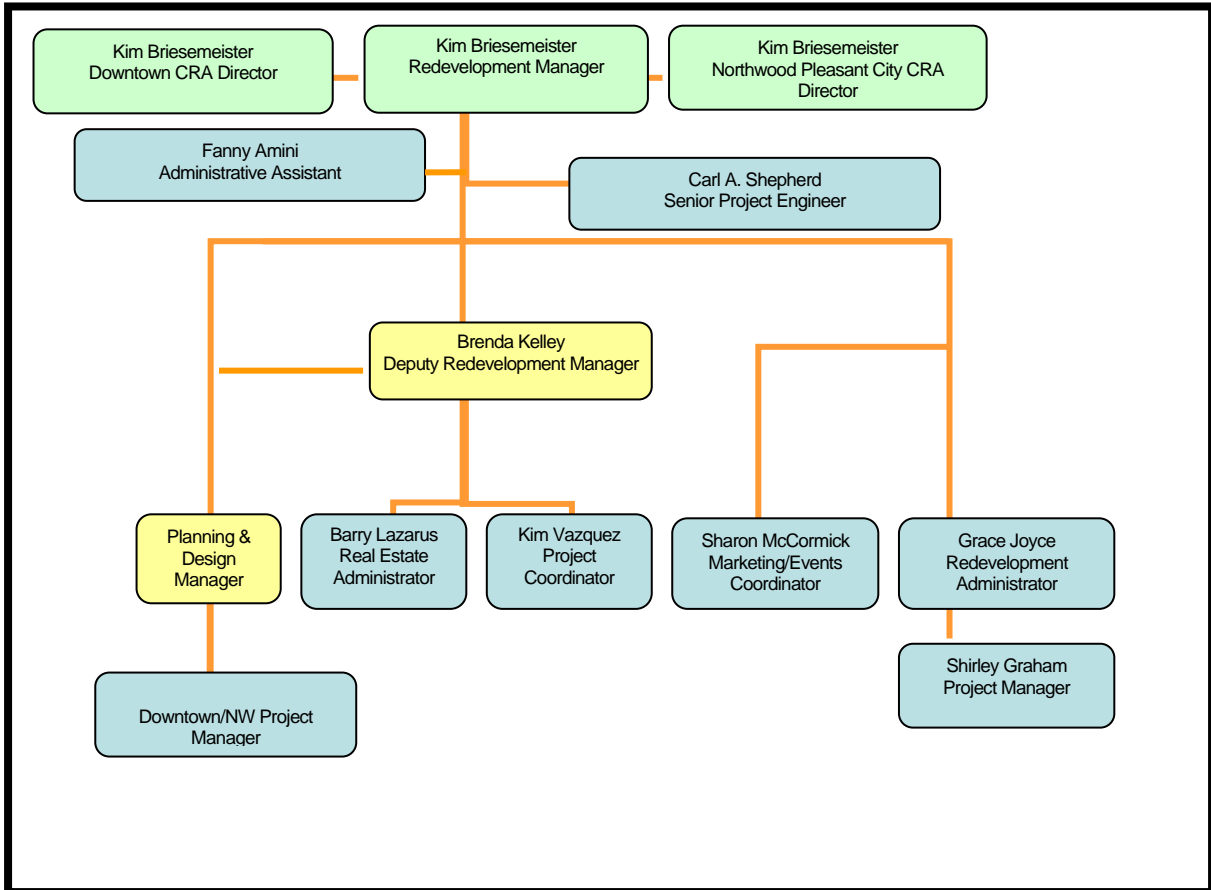 Kim Briesemeister
Downtown CRA Director
Kim Briesemeister
Redevelopment Manager
Kim Briesemeister
Northwood Pleasant City CRA
Director
Fanny Amini
Administrative Assistant
Carl A. Shepherd
Senior Project Engineer
Brenda Kelley
Deputy Redevelopment Manager
Planning &
Design
Manager
Barry Lazarus
Real Estate
Administrator
Kim Vazquez
Project
Coordinator
Sharon McCormick
Marketing/Events
Coordinator
Grace Joyce
Redevelopment
Administrator
Downtown/NW Project
Manager
Shirley Graham
Project Manager